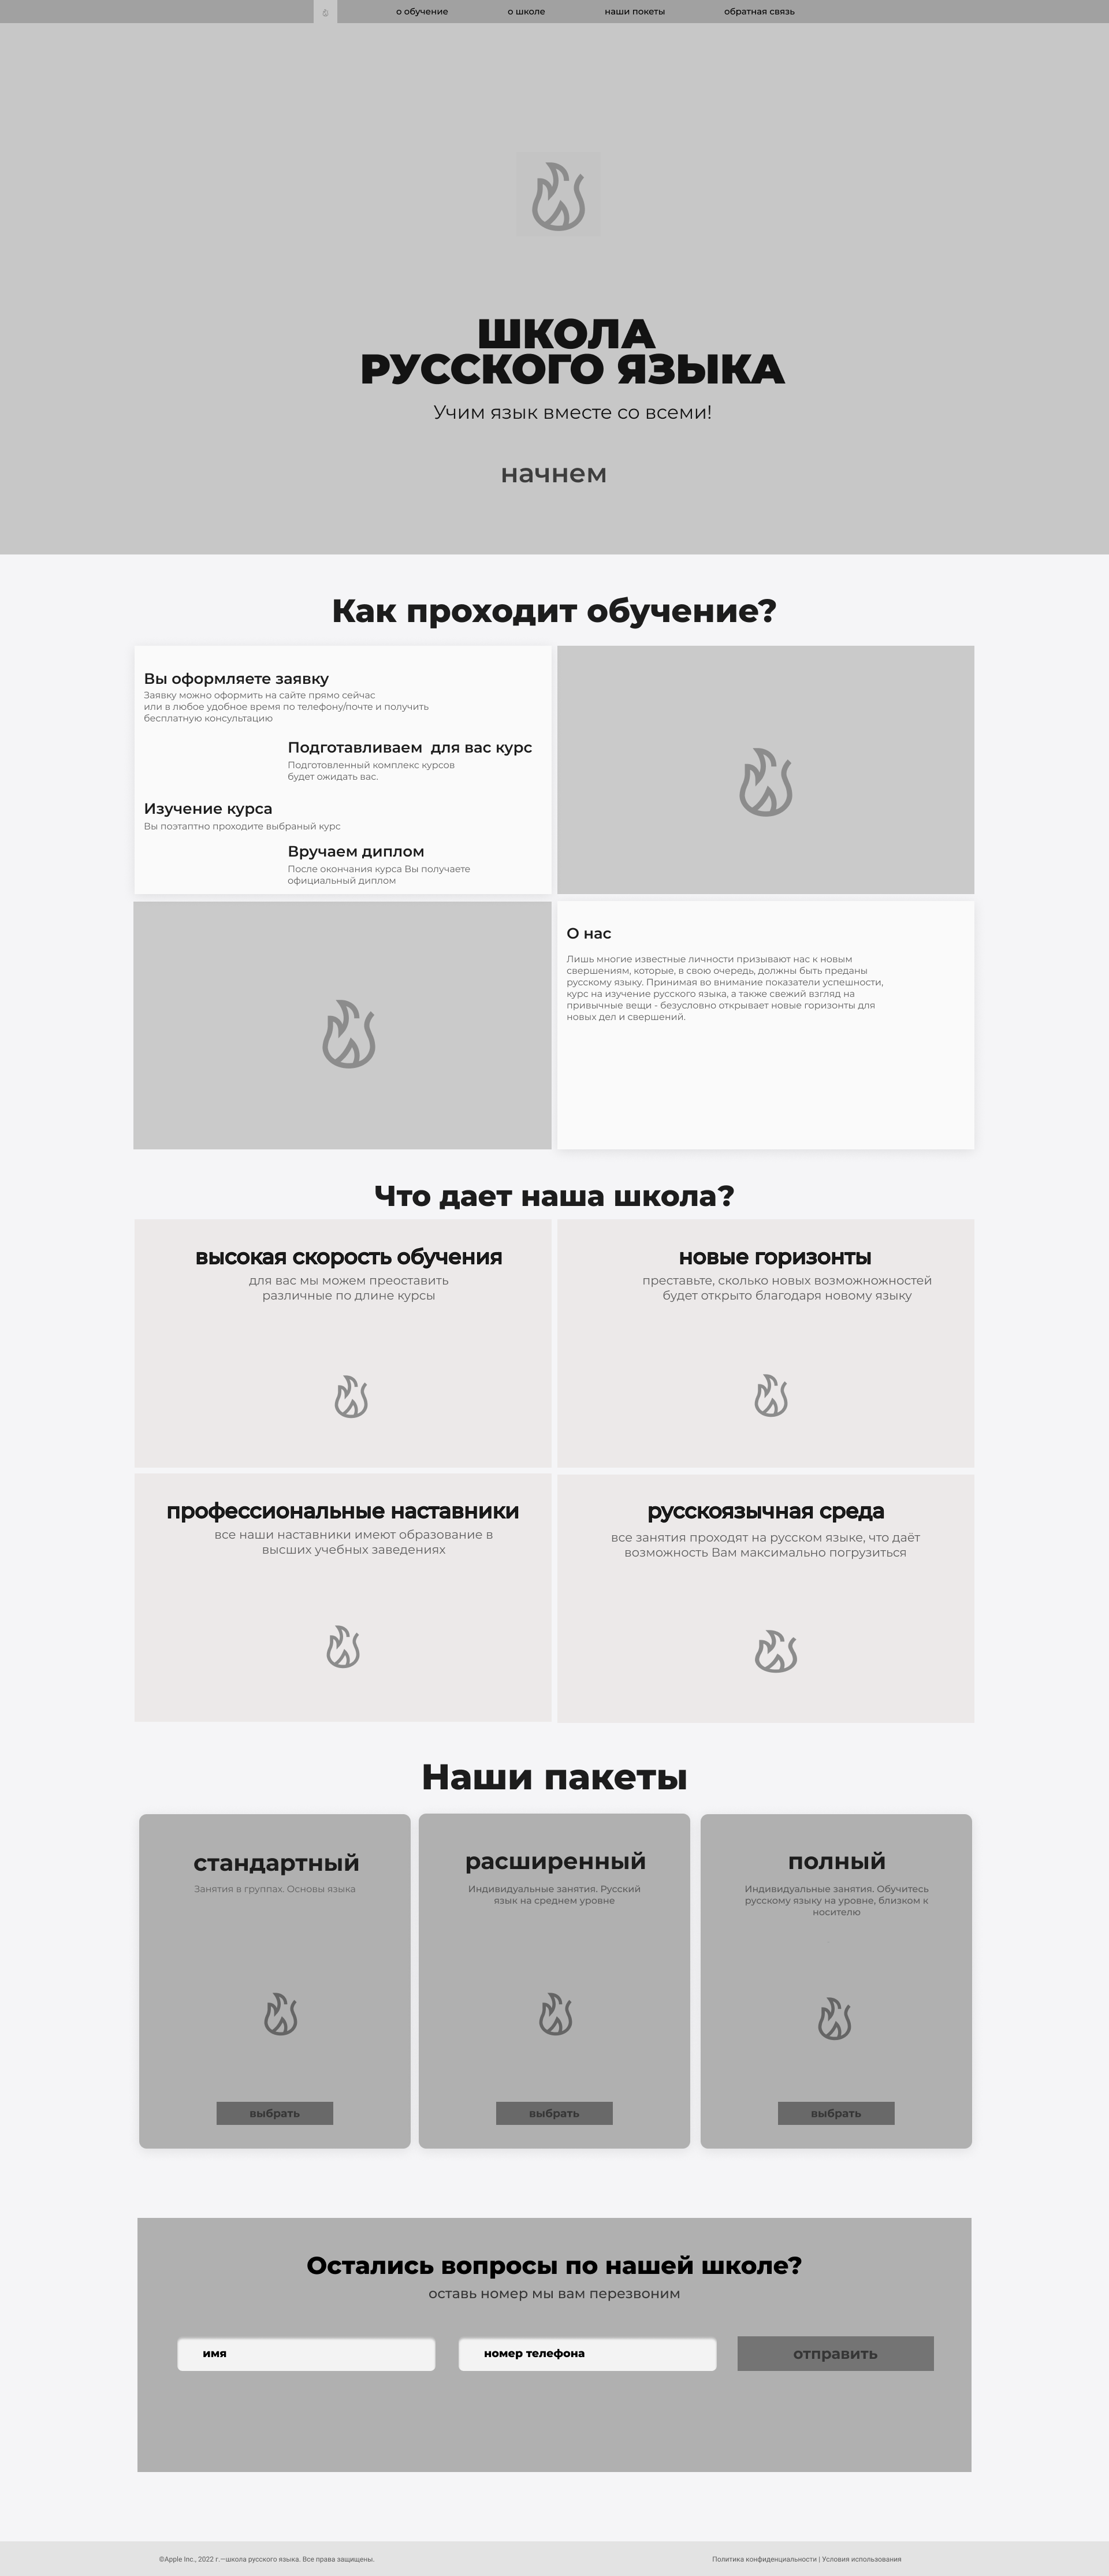 о обучение
о школе
наши покеты
обратная связь
ШКОЛА
РУССКОГО ЯЗЫКА
Учим язык вместе со всеми!
начнем
Как проходит обучение?
Вы оформляете заявку
Заявку можно оформить на сайте прямо сейчас
или в любое удобное время по телефону/почте и получить
бесплатную консультацию
Подготавливаем для вас курс
Подготовленный комплекс курсов
будет ожидать вас.
Изучение курса
Вы поэтаптно проходите выбраный курс
Вручаем диплом
После окончания курса Вы получаете
официальный диплом
О нас
Лишь многие известные личности призывают нас к новым
свершениям, которые, в свою очередь, должны быть преданы
русскому языку. Принимая во внимание показатели успешности,
курс на изучение русского языка, а также свежий взгляд на
привычные вещи - безусловно открывает новые горизонты для
новых дел и свершений.
Что дает наша школа?
высокая скорость обучения
для вас мы можем преоставить
различные по длине курсы
новые горизонты
преставьте, сколько новых возможножностей
будет открыто благодаря новому языку
профессиональные наставники
все наши наставники имеют образование в
высших учебных заведениях
русскоязычная среда
все занятия проходят на русском языке, что даёт
возможность Вам максимально погрузиться
Наши пакеты
стандартный
Занятия в группах. Основы языка
выбрать
расширенный
Индивидуальные занятия. Русский
язык на среднем уровне
выбрать
полный
Индивидуальные занятия. Обучитесь
русскому языку на уровне, близком к
носителю
выбрать
Остались вопросы по нашей школе?
оставь номер мы вам перезвоним
имя
номер телефона
отправить
©Apple Inc., 2022 г.—школа русского языка. Все права защищены.
Политика конфиденциальности | Условия использования